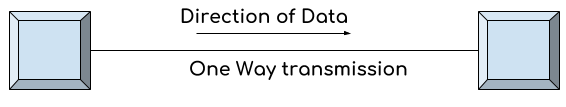 Direction of Data
One Way transmission